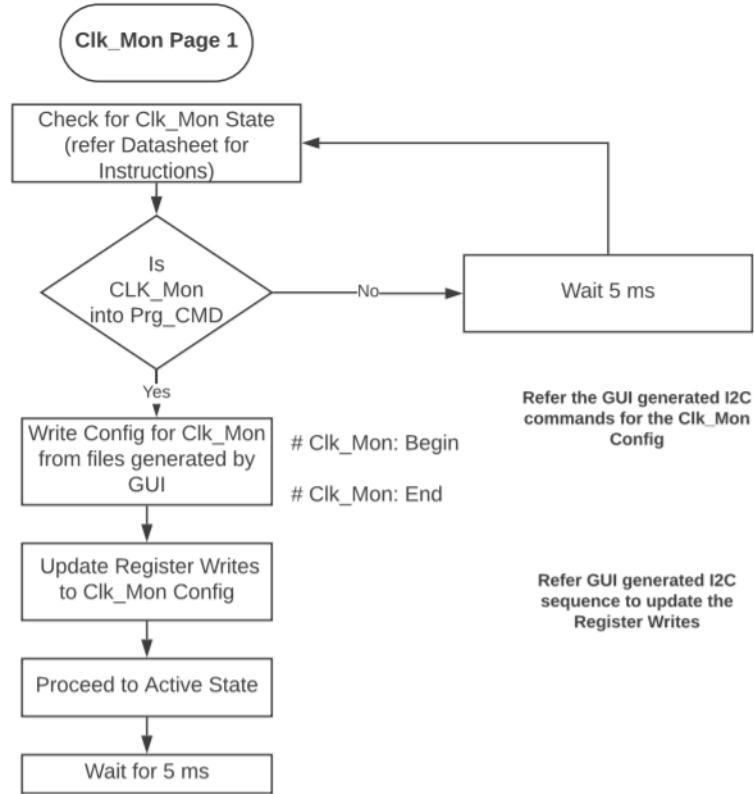 Clk_Mon Page 1
Check for Clk_Mon State
(refer Datasheet for
Instructions)
Is
CLK_Mon
into Prg_CMD
No
Wait 5 ms
Yes
Refer the GUI generated I2C
commands for the Clk_Mon
Config
Write Config for Clk_Mon
from files generated by
GUI
# Clk_Mon: Begin
# Clk_Mon: End
Update Register Writes
to Clk_Mon Config
Refer GUI generated I2C
sequence to update the
Register Writes
Proceed to Active State
Wait for 5 ms